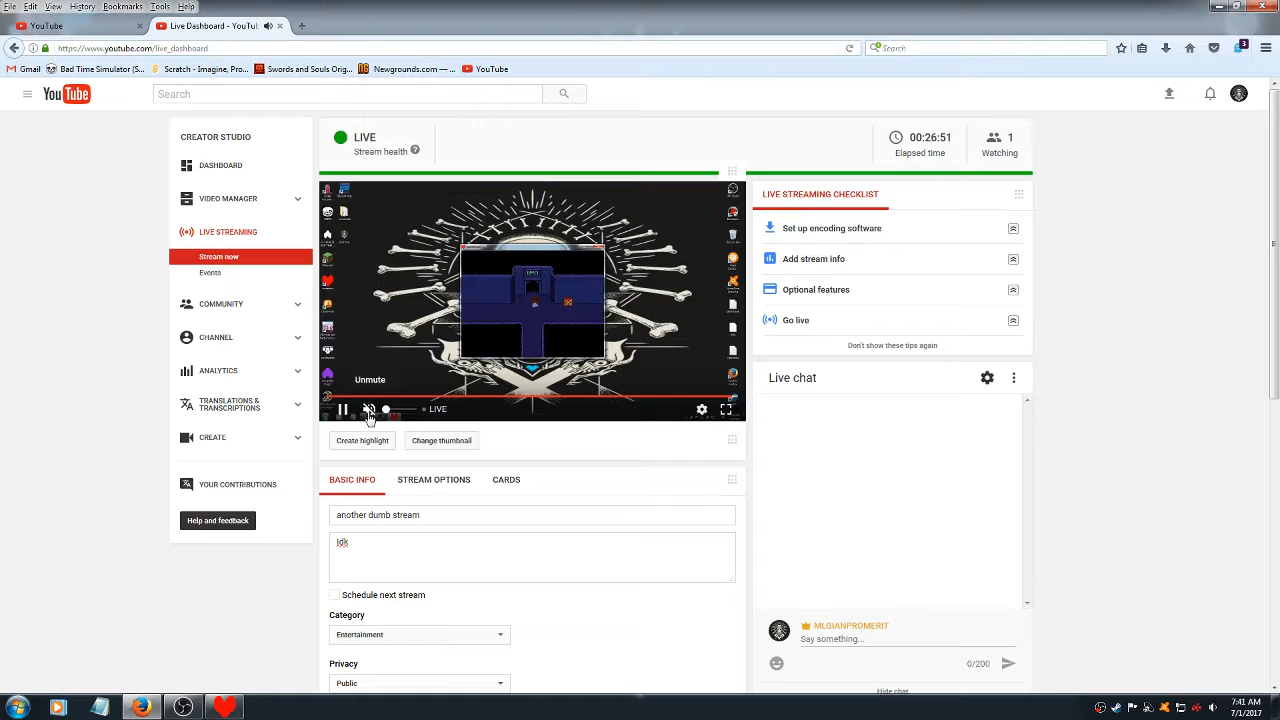 File Edit View History Bookmarks Tools Help
YouTube
Live Dashboard - YouTu
https://www.youtube.com/live_dashboard
Search
3
Gmail
Bad Time Simulator (S...
Scratch - Imagine, Pro...
Swords and Souls Orig...
Newgrounds.com —...
YouTube
YouTube
Search
CREATOR STUDIO
DASHBOARD
VIDEO MANAGER
LIVE STREAMING
Stream now
Events
COMMUNITY
CHANNEL
ANALYTICS
TRANSLATIONS &
TRANSCRIPTIONS
CREATE
YOUR CONTRIBUTIONS
Help and feedback
LIVE
Stream health
00:26:51
Elapsed time
1
Watching
Unmute
LIVE
Create highlight
Change thumbnail
BASIC INFO
STREAM OPTIONS
CARDS
another dumb stream
Idk
Schedule next stream
Category
Entertainment
Privacy
Public
LIVE STREAMING CHECKLIST
Set up encoding software
Add stream info
Optional features
Go live
Don't show these tips again
Live chat
MLGIANPROMERIT
Say something...
0/200
Hide chat
7:41 AM
7/1/2017